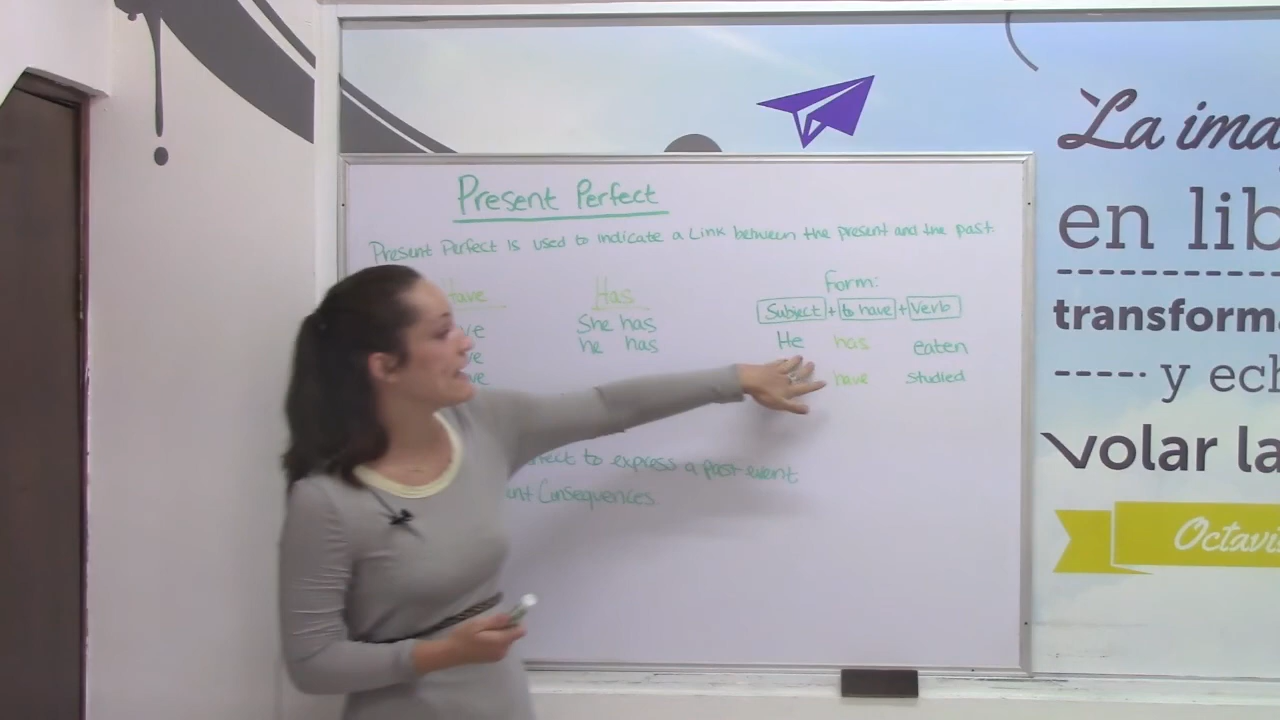 Present Perfect
Present Perfect is used to indicate a Link between the present and the past.
Have
Has
She has
he has
Form:
Subject + to have + Verb
He has eaten
have studied
to express a past event
Consequences.
La ima
en lib
transform
y ech
volar la
Octavi